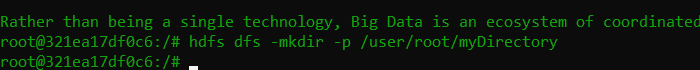 Rather than being a single technology, Big Data is an ecosystem of coordinated
root@321ea17df0c6:/# hdfs dfs -mkdir -p /user/root/myDirectory
root@321ea17df0c6:/#